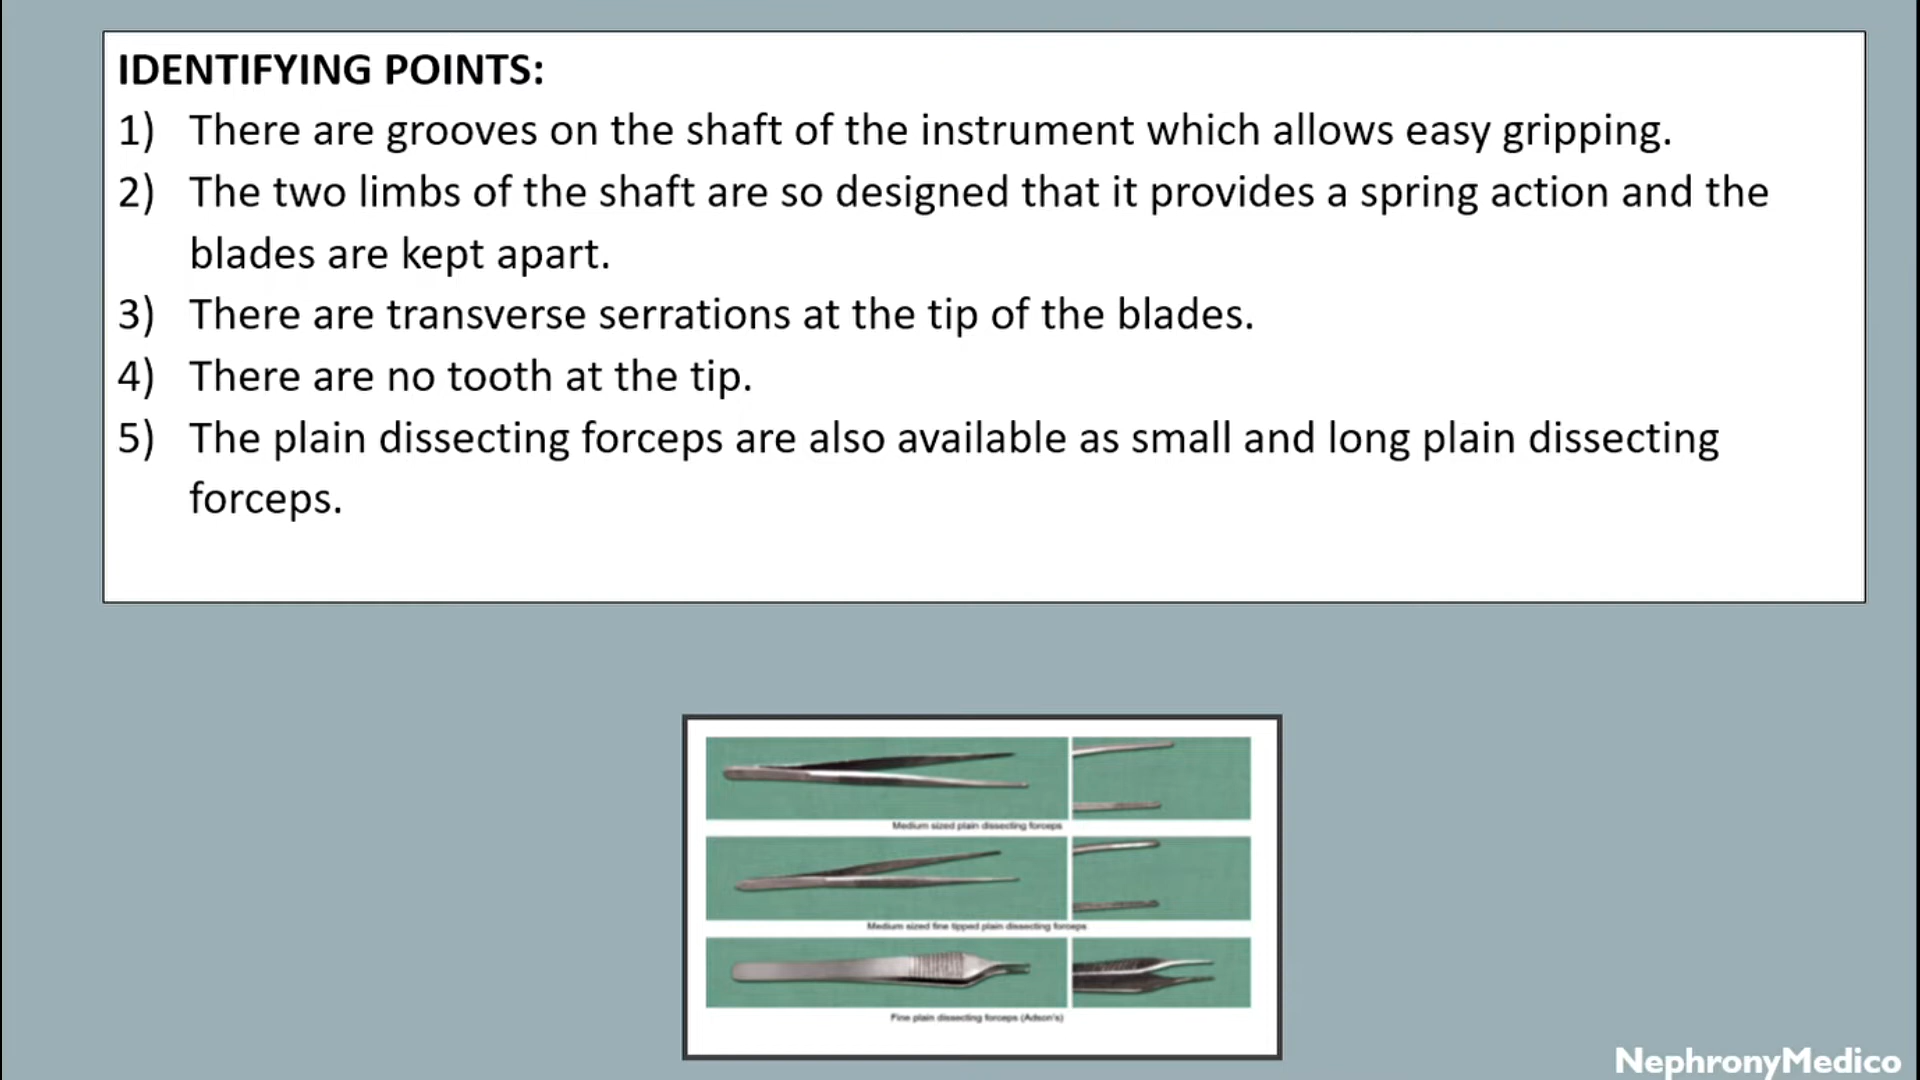 IDENTIFYING POINTS:
1) There are grooves on the shaft of the instrument which allows easy gripping.
2) The two limbs of the shaft are so designed that it provides a spring action and the
blades are kept apart.
3) There are transverse serrations at the tip of the blades.
4) There are no tooth at the tip.
5) The plain dissecting forceps are also available as small and long plain dissecting
forceps.
Medium sized plain dissecting forceps
Medium sized fine tipped plain dissecting forceps
Fine plain dissecting forceps (Adson's)
NephronyMedico